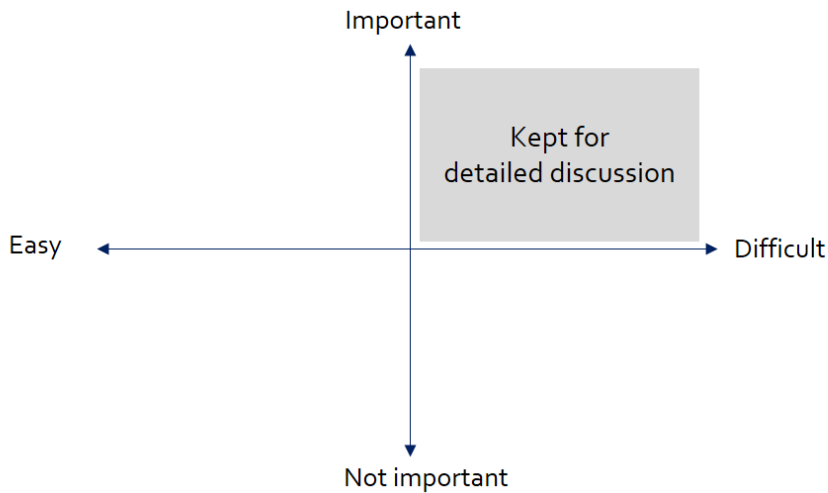 Important
Kept for
detailed discussion
Easy
Difficult
Not important